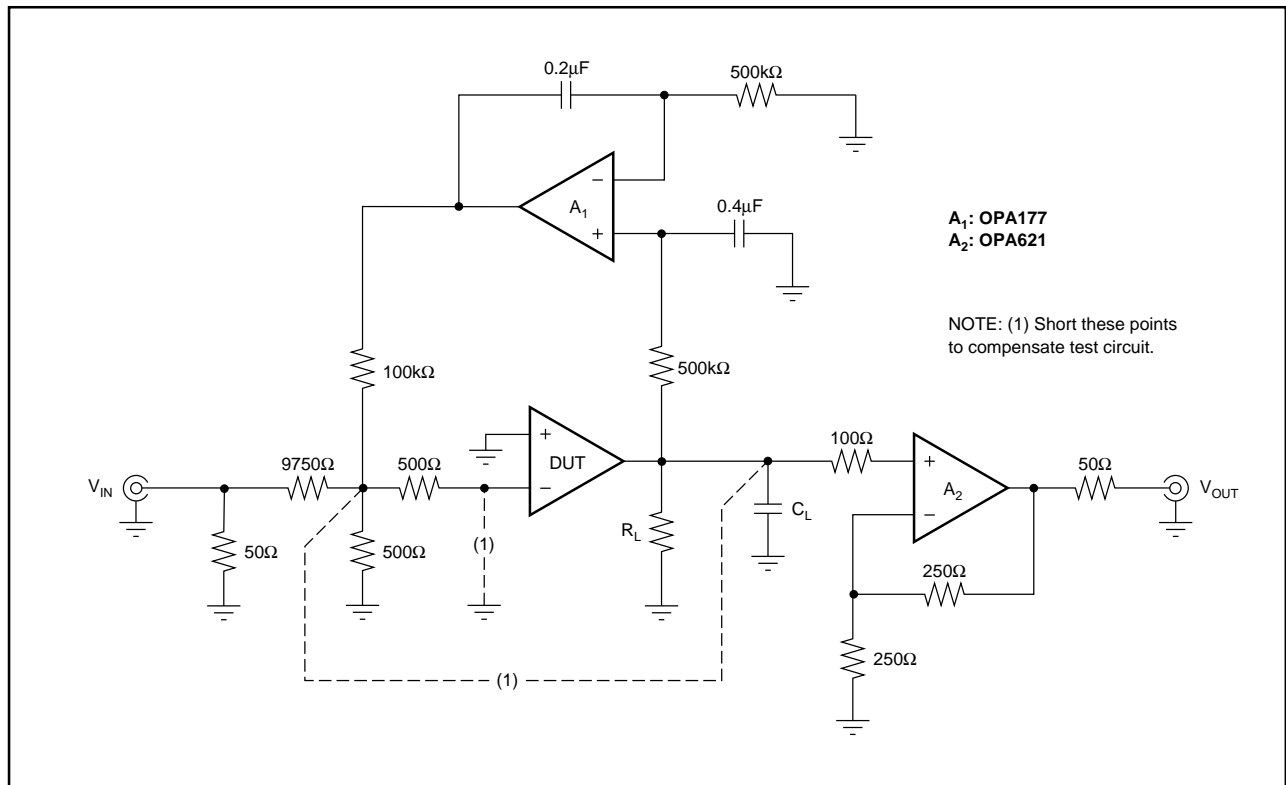 0.2µF
500kΩ
−
A1
+
0.4µF
A1: OPA177
A2: OPA621
NOTE: (1) Short these points
to compensate test circuit.
100kΩ
500kΩ
+
DUT
−
9750Ω
500Ω
VIN
50Ω
500Ω
(1)
RL
CL
100Ω
+
A2
−
50Ω
VOUT
250Ω
250Ω
(1)